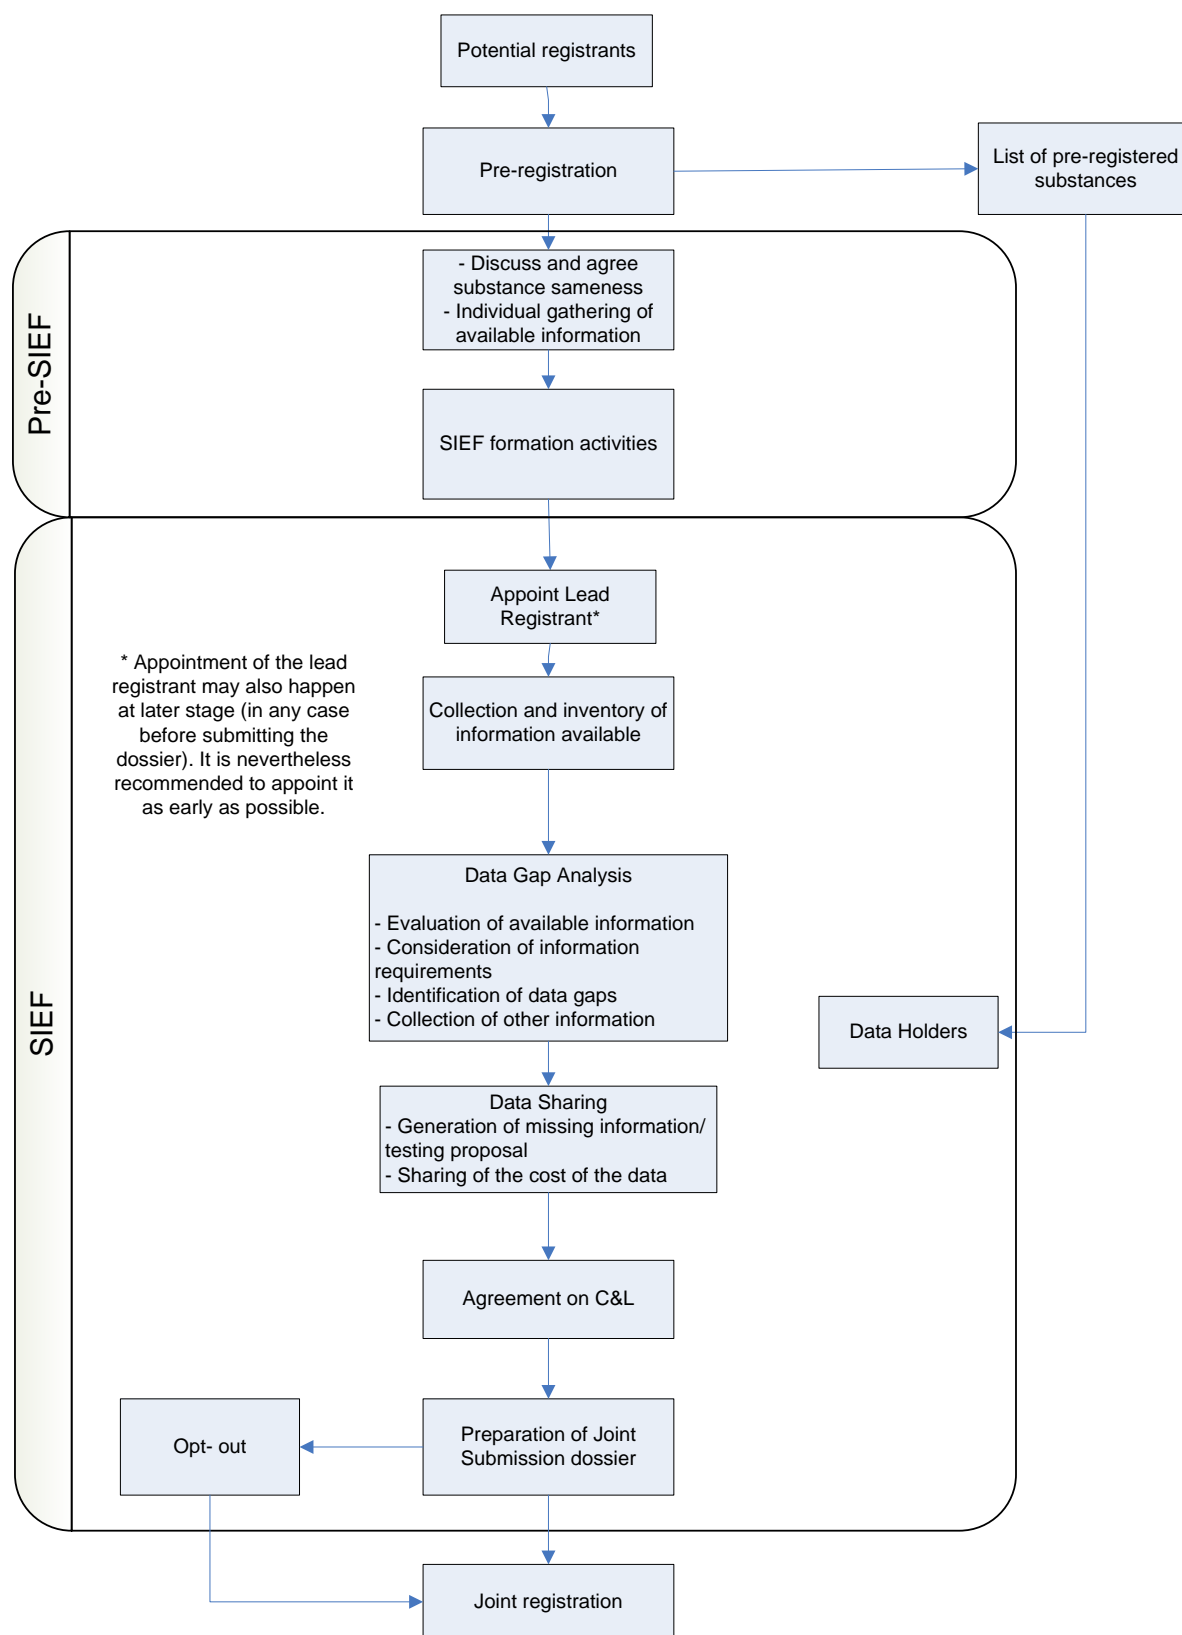 Potential registrants
Pre-registration
List of pre-registered
substances
Pre-SIEF
- Discuss and agree
substance sameness
- Individual gathering of
available information
SIEF formation activities
SIEF
Appoint Lead
Registrant*
* Appointment of the lead
registrant may also happen
at later stage (in any case
before submitting the
dossier). It is nevertheless
recommended to appoint it
as early as possible.
Collection and inventory of
information available
Data Gap Analysis
- Evaluation of available information
- Consideration of information
requirements
- Identification of data gaps
- Collection of other information
Data Holders
Data Sharing
- Generation of missing information/
testing proposal
- Sharing of the cost of the data
Agreement on C&L
Opt- out
Preparation of Joint
Submission dossier
Joint registration